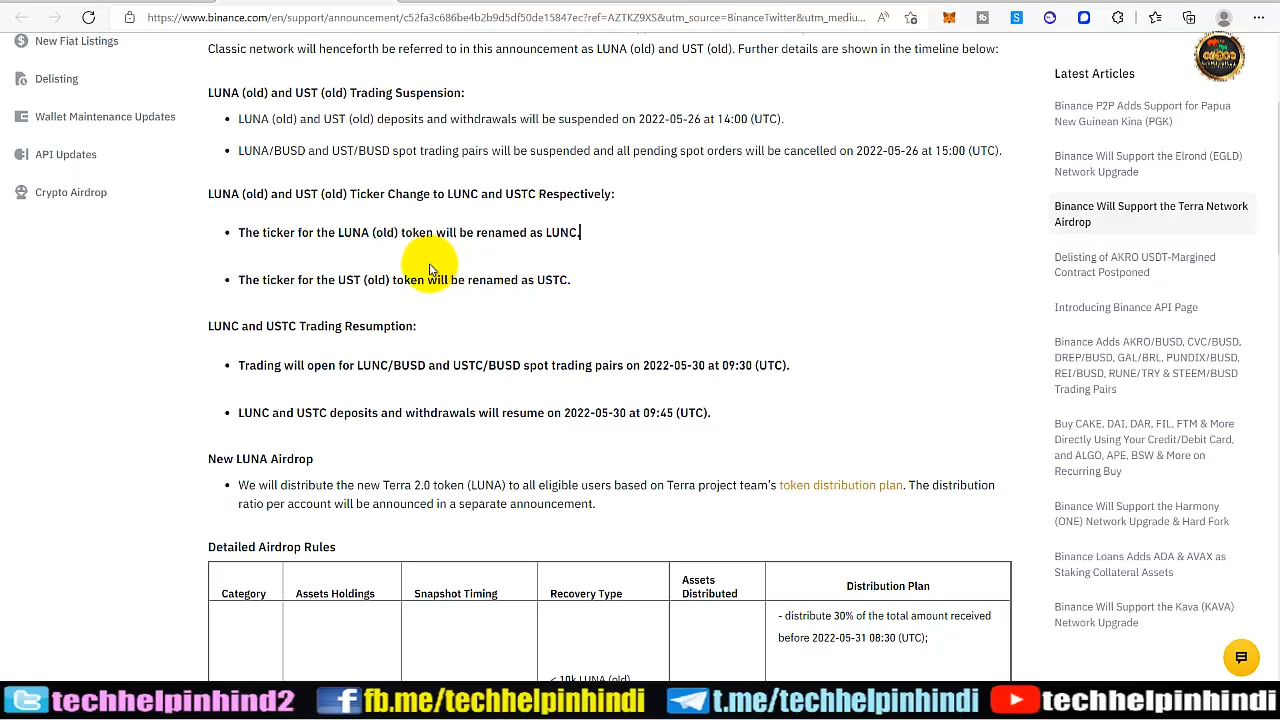 https://www.binance.com/en/support/announcement/c52fa3c686be4b2b9d5df50de15847ec?ref=AZTKZ9XS&utm_source=BinanceTwitter&utm_mediu...
New Fiat Listings
Delisting
Wallet Maintenance Updates
API Updates
Crypto Airdrop
Classic network will henceforth be referred to in this announcement as LUNA (old) and UST (old). Further details are shown in the timetable below:
LUNA (old) and UST (old) Trading Suspension:
LUNA (old) and UST (old) deposits and withdrawals will be suspended on 2022-05-26 at 14:00 (UTC).
LUNA/BUSD and UST/BUSD spot trading pairs will be suspended and all pending spot orders will be cancelled on 2022-05-26 at 15:00 (UTC).
LUNA (old) and UST (old) Ticker Change to LUNC and USTC Respectively:
The ticker for the LUNA (old) token will be renamed as LUNC.
The ticker for the UST (old) token will be renamed as USTC.
LUNC and USTC Trading Resumption:
Trading will open for LUNC/BUSD and USTC/BUSD spot trading pairs on 2022-05-30 at 09:30 (UTC).
LUNC and USTC deposits and withdrawals will resume on 2022-05-30 at 09:45 (UTC).
New LUNA Airdrop
We will distribute the new Terra 2.0 token (LUNA) to all eligible users based on Terra project team's token distribution plan. The distribution
ratio per account will be announced in a separate announcement.
Detailed Airdrop Rules
Category
Assets Holdings
Snapshot Timing
Recovery Type
Assets
Distributed
Distribution Plan
- distribute 30% of the total amount received
before 2022-05-31 08:30 (UTC);
< 10k LUNA (old)
Latest Articles
Binance P2P Adds Support for Papua
New Guinean Kina (PGK)
Binance Will Support the Elrond (EGLD)
Network Upgrade
Binance Will Support the Terra Network
Airdrop
Delisting of AKRO USDT-Margined
Contract Postponed
Introducing Binance API Page
Binance Adds AKRO/BUSD, CVC/BUSD,
DREP/BUSD, GAL/BRL, PUNDIX/BUSD,
REI/BUSD, RUNE/TRY & STEEM/BUSD
Trading Pairs
Buy CAKE, DAI, DAR, FIL, FTM & More
Directly Using Your Credit/Debit Card,
and ALGO, APE, BSW & More on
Recurring Buy
Binance Will Support the Harmony
(ONE) Network Upgrade & Hard Fork
Binance Loans Adds ADA & AVAX as
Staking Collateral Assets
Binance Will Support the Kava (KAVA)
Network Upgrade
techhelpinhind2
fb.me/techhelpinhindi
t.me/techhelpinhindi
techhelpinhindi